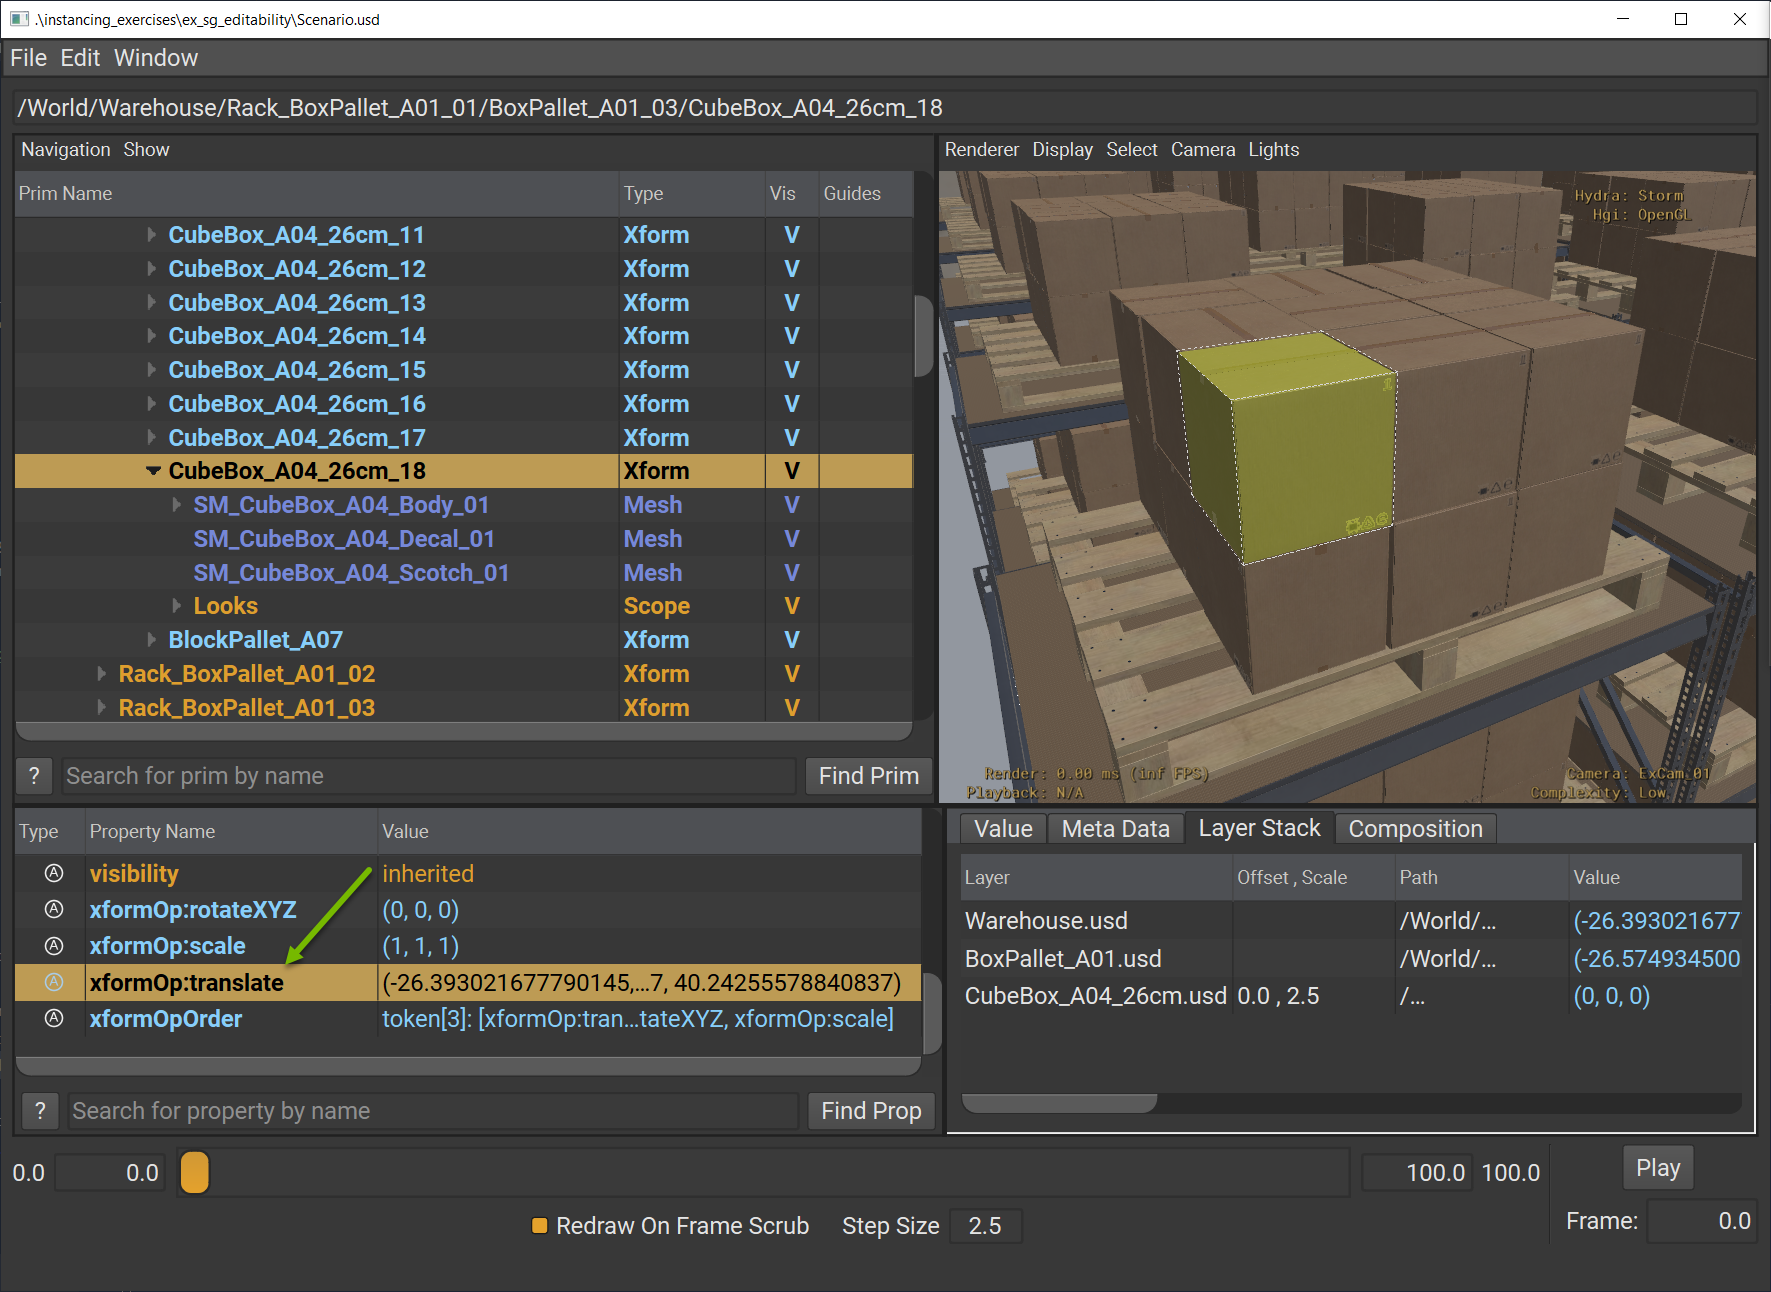 .\instancing_exercises\ex_sg_editability\Scenario.usd
File Edit Window
/World/Warehouse/Rack_BoxPallet_A01_01/BoxPallet_A01_03/CubeBox_A04_26cm_18
Navigation Show
Prim Name Type Vis Guides
CubeBox_A04_26cm_11 Xform V
CubeBox_A04_26cm_12 Xform V
CubeBox_A04_26cm_13 Xform V
CubeBox_A04_26cm_14 Xform V
CubeBox_A04_26cm_15 Xform V
CubeBox_A04_26cm_16 Xform V
CubeBox_A04_26cm_17 Xform V
CubeBox_A04_26cm_18 Xform V
SM_CubeBox_A04_Body_01 Mesh V
SM_CubeBox_A04_Decal_01 Mesh V
SM_CubeBox_A04_Scotch_01 Mesh V
Looks Scope V
BlockPallet_A07 Xform V
Rack_BoxPallet_A01_02 Xform V
Rack_BoxPallet_A01_03 Xform V
? Search for prim by name Find Prim
Renderer Display Select Camera Lights
Hydra: Storm
Hgi: OpenGL
Render: 0.00 ms (inf FPS)
Playback: N/A
Camera: ExCam_01
Complexity: Low
Type Property Name Value
A visibility inherited
A xformOp:rotateXYZ (0, 0, 0)
A xformOp:scale (1, 1, 1)
A xformOp:translate (-26.393021677790145,...7, 40.24255578840837)
A xformOpOrder token[3]: [xformOp:tran...tateXYZ, xformOp:scale]
? Search for property by name Find Prop
Value Meta Data Layer Stack Composition
Layer Offset , Scale Path Value
Warehouse.usd /World/... (-26.393021677
BoxPallet_A01.usd /World/... (-26.574934500
CubeBox_A04_26cm.usd 0.0 , 2.5 /... (0, 0, 0)
0.0 0.0 100.0 100.0 Play
Redraw On Frame Scrub Step Size 2.5 Frame: 0.0